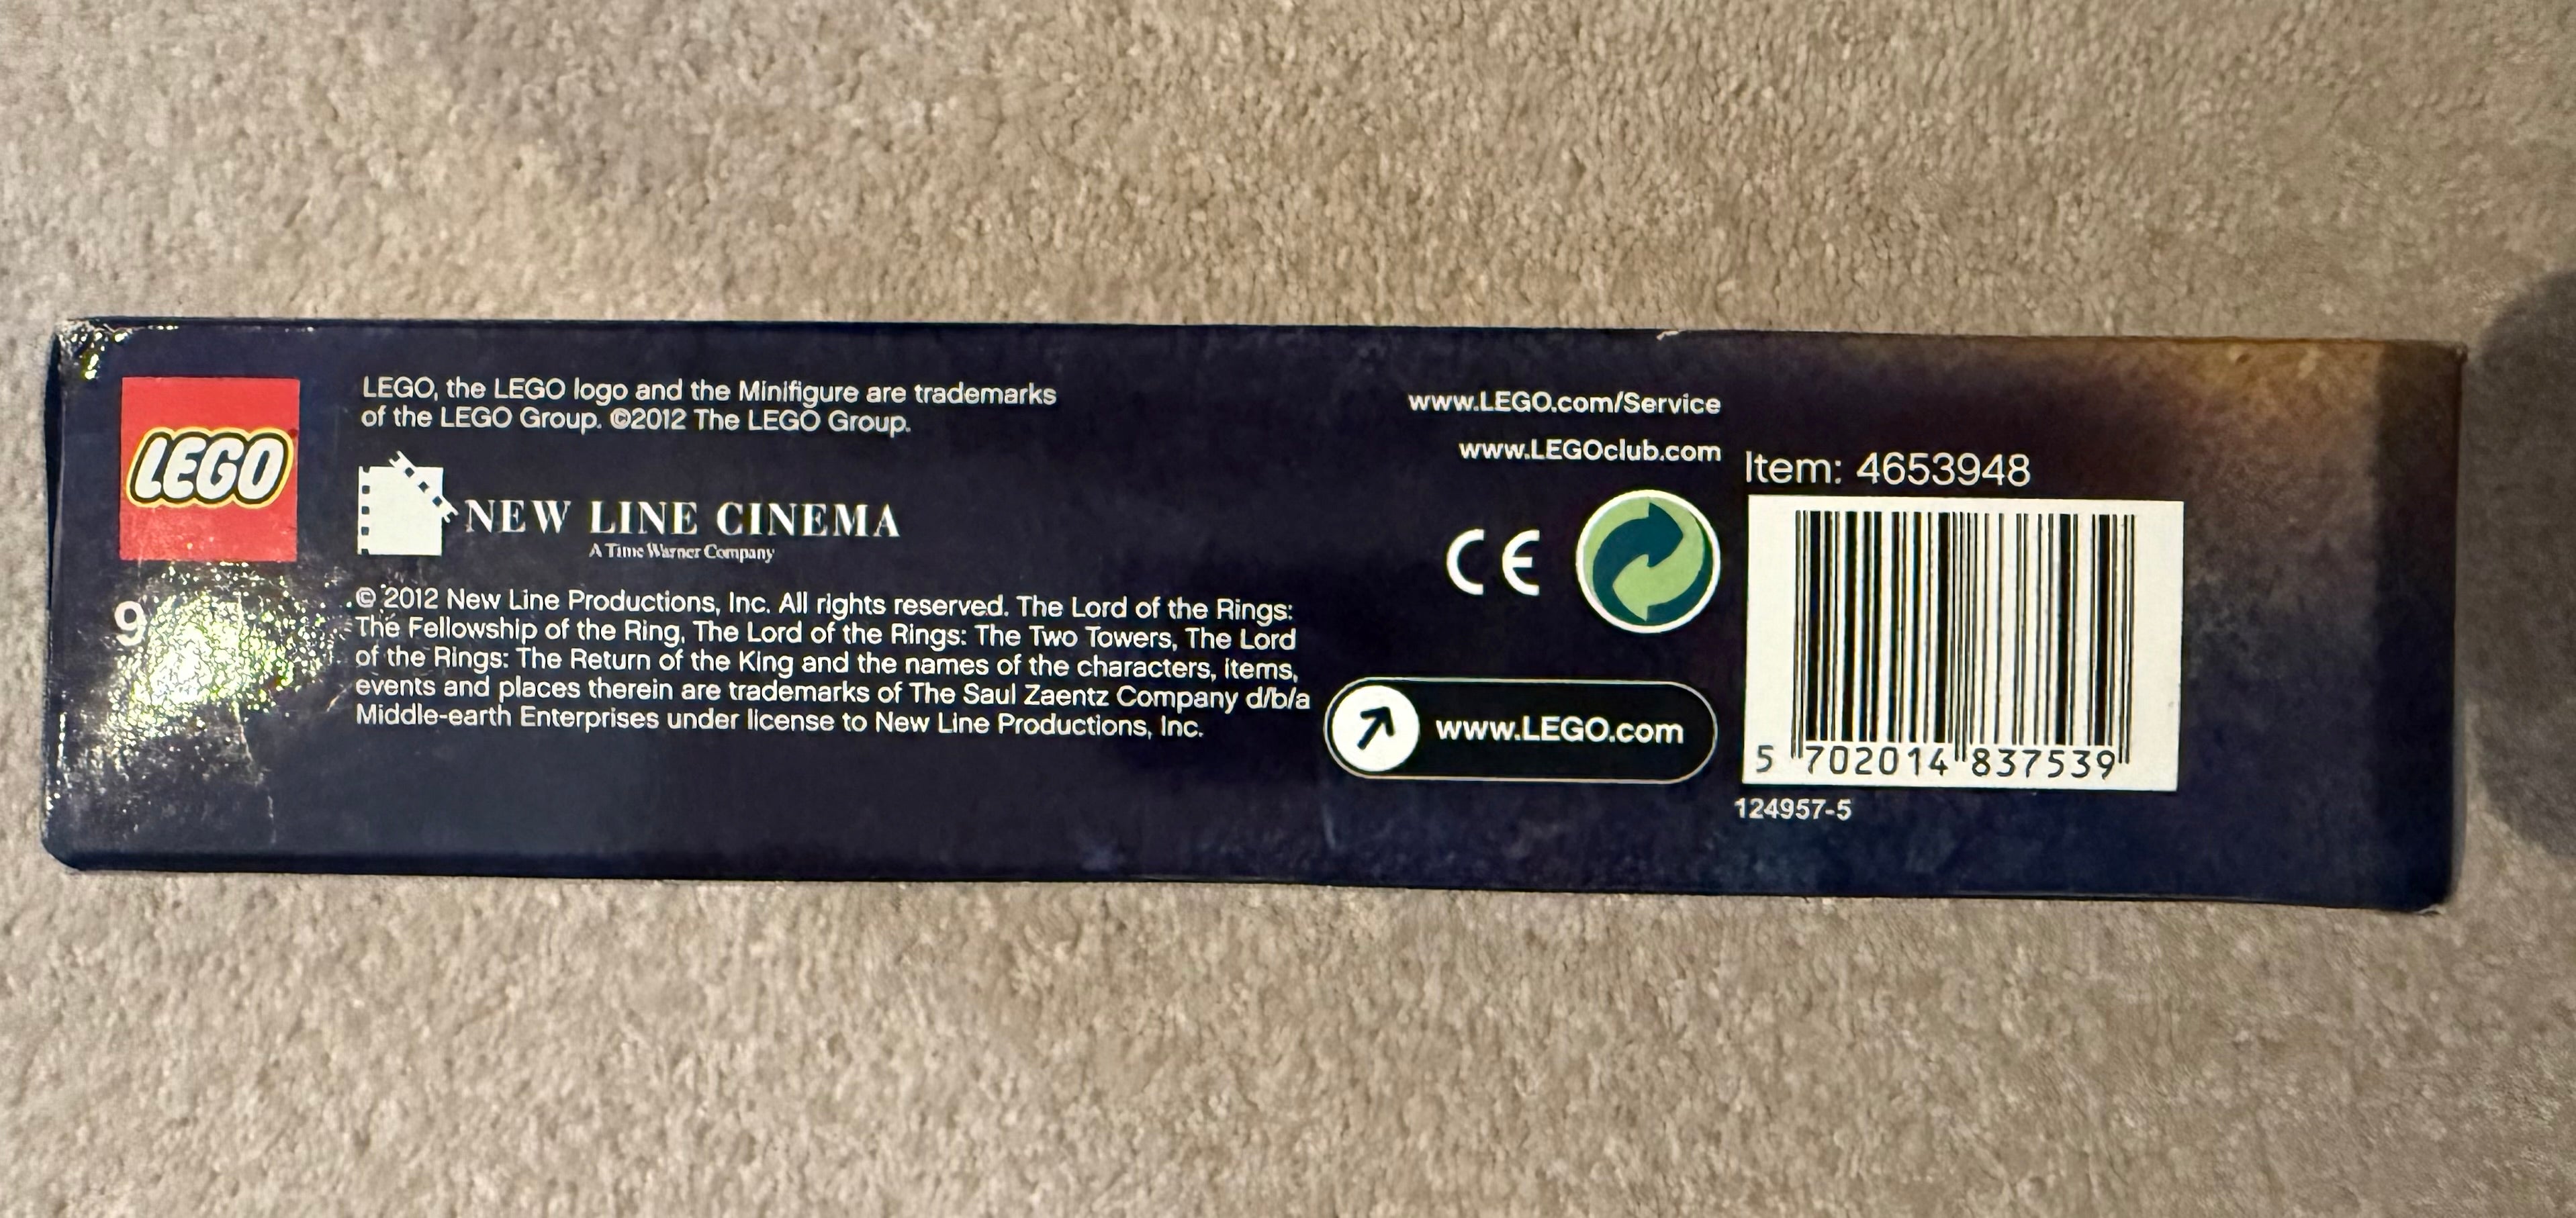 LEGO
LEGO, the LEGO logo and the Minifigure are trademarks
of the LEGO Group. ©2012 The LEGO Group.
NEW LINE CINEMA
A Time Warner Company
© 2012 New Line Productions, Inc. All rights reserved. The Lord of the Rings:
The Fellowship of the Ring, The Lord of the Rings: The Two Towers, The Lord
of the Rings: The Return of the King and the names of the characters, items,
events and places therein are trademarks of The Saul Zaentz Company d/b/a
Middle-earth Enterprises under license to New Line Productions, Inc.
www.LEGO.com/Service
www.LEGOclub.com
CE
www.LEGO.com
Item: 4653948
5 702014 837539
124957-5